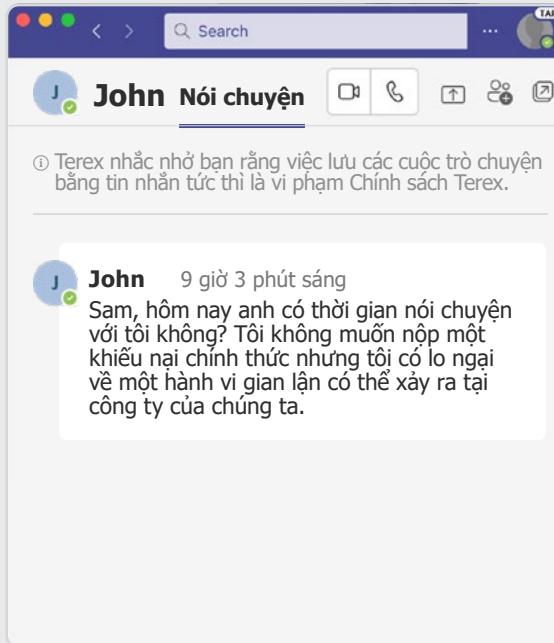 TAR
Search
J John Nói chuyện
Terex nhắc nhở bạn rằng việc lưu các cuộc trò chuyện
bằng tin nhắn tức thì là vi phạm Chính sách Terex.
J John 9 giờ 3 phút sáng
Sam, hôm nay anh có thời gian nói chuyện
với tôi không? Tôi không muốn nộp một
khiếu nại chính thức nhưng tôi có lo ngại
về một hành vi gian lận có thể xảy ra tại
công ty của chúng ta.